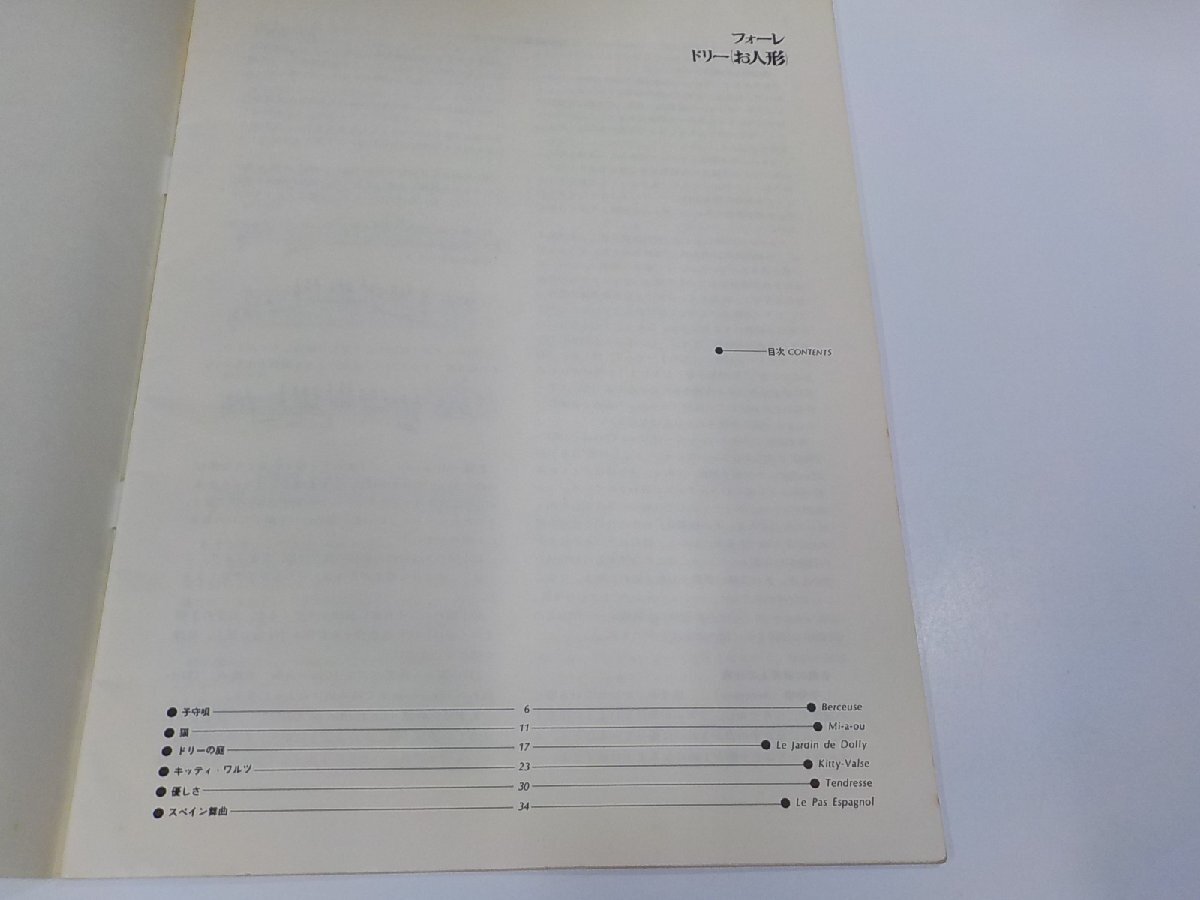 フォーレ
ドリー[お人形]
目次 CONTENTS
子守唄 6 Berceuse
猫 11 Mi-a-ou
ドリーの庭 17 Le Jardin de Dolly
キッティ・ワルツ 23 Kitty-Valse
優しさ 30 Tendresse
スペイン舞曲 34 Le Pas Espagnol